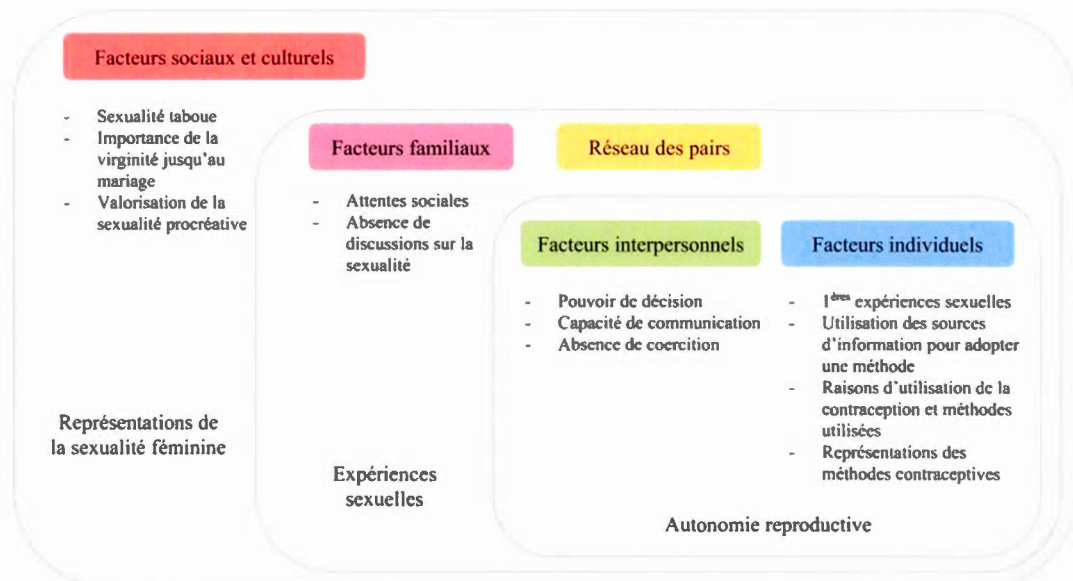 Facteurs sociaux et culturels
- Sexualité taboue
- Importance de la
virginité jusqu'au
mariage
- Valorisation de la
sexualité procréative
Représentations de
la sexualité féminine
Facteurs familiaux
- Attentes sociales
- Absence de
discussions sur la
sexualité
Expériences
sexuelles
Réseau des pairs
Facteurs interpersonnels
- Pouvoir de décision
- Capacité de communication
- Absence de coercition
Facteurs individuels
- 1ères expériences sexuelles
- Utilisation des sources
d'information pour adopter
une méthode
- Raisons d'utilisation de la
contraception et méthodes
utilisées
- Représentations des
méthodes contraceptives
Autonomie reproductive